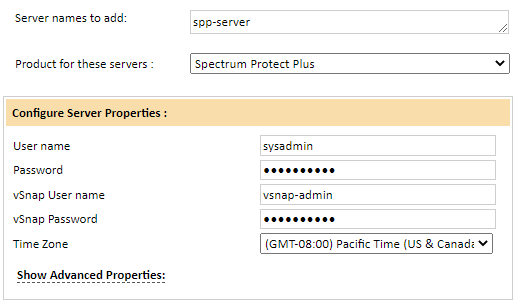 Server names to add: spp-server
Product for these servers : Spectrum Protect Plus
Configure Server Properties :
User name sysadmin
Password ●●●●●●●●●●
vSnap User name vsnap-admin
vSnap Password ●●●●●●●●●●
Time Zone (GMT-08:00) Pacific Time (US & Canada
Show Advanced Properties: